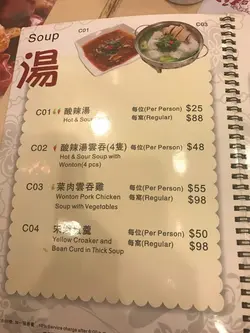 Soup
C01
C03
湯
C01 酸辣湯 每位(Per Person) $25
Hot & Sour 每窩(Regular) $88
C02 酸辣湯雲吞(4隻) 每位(Per Person) $48
Hot & Sour Soup with
Wonton(4 pcs)
C03 菜肉雲吞雞 每位(Per Person) $55
Wonton Pork Chicken 每窩(Regular) $98
Soup with Vegetables
C04 宋 羹 每位(Per Person) $50
Yellow Croaker and 每窩(Regular) $98
Bean Curd in Thick Soup